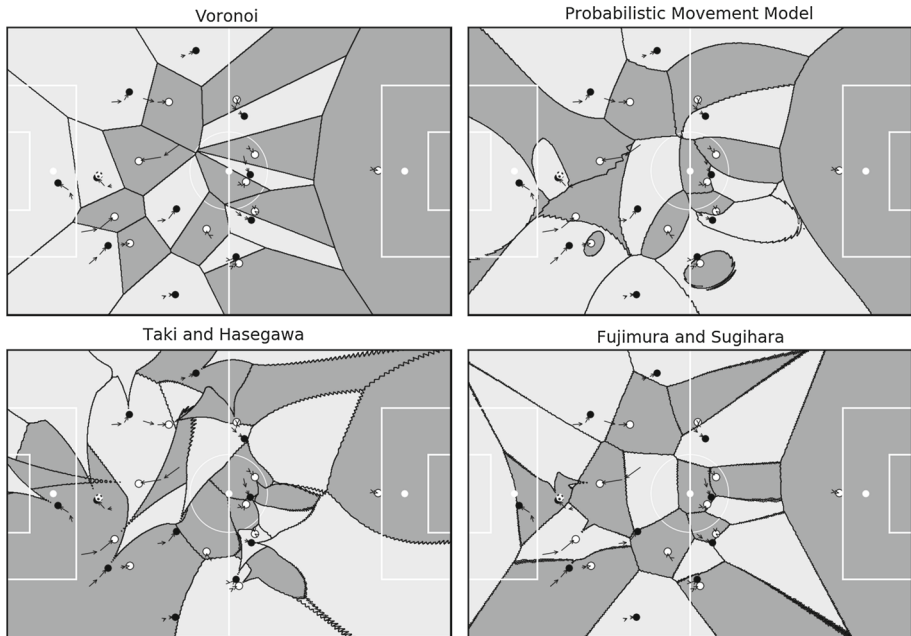 Voronoi
Probabilistic Movement Model
Taki and Hasegawa
Fujimura and Sugihara